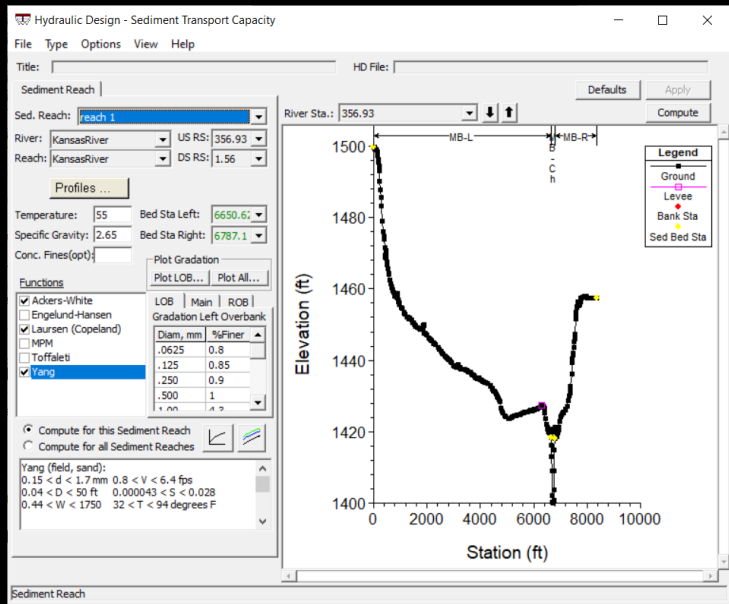 Hydraulic Design - Sediment Transport Capacity
File Type Options View Help
Title: HD File:
Sediment Reach
Defaults Apply
Sed. Reach: reach 1
River Sta.: 356.93
Compute
River: KansasRiver US RS: 356.93
Reach: KansasRiver DS RS: 1.56
Profiles ...
Temperature: 55 Bed Sta Left: 6650.62
Specific Gravity: 2.65 Bed Sta Right: 6787.1
Conc. Fines(opt):
Plot Gradation
Plot LOB... Plot All...
Functions
Ackers-White
Engelund-Hansen
Laursen (Copeland)
MPM
Toffaleti
Yang
LOB Main ROB
Gradation Left Overbank
Diam, mm %Finer
.0625 0.8
.125 0.85
.250 0.9
.500 1
1.00 4.3
Compute for this Sediment Reach
Compute for all Sediment Reaches
Yang (field, sand):
0.15 < d < 1.7 mm 0.8 < V < 6.4 fps
0.04 < D < 50 ft 0.000043 < S < 0.028
0.44 < W < 1750 32 < T < 94 degrees F
MB-L
MB-R
Legend
Ground
Levee
Bank Sta
Sed Bed Sta
1500
1480
1460
1440
1420
1400
Elevation (ft)
0 2000 4000 6000 8000 10000
Station (ft)
Sediment Reach